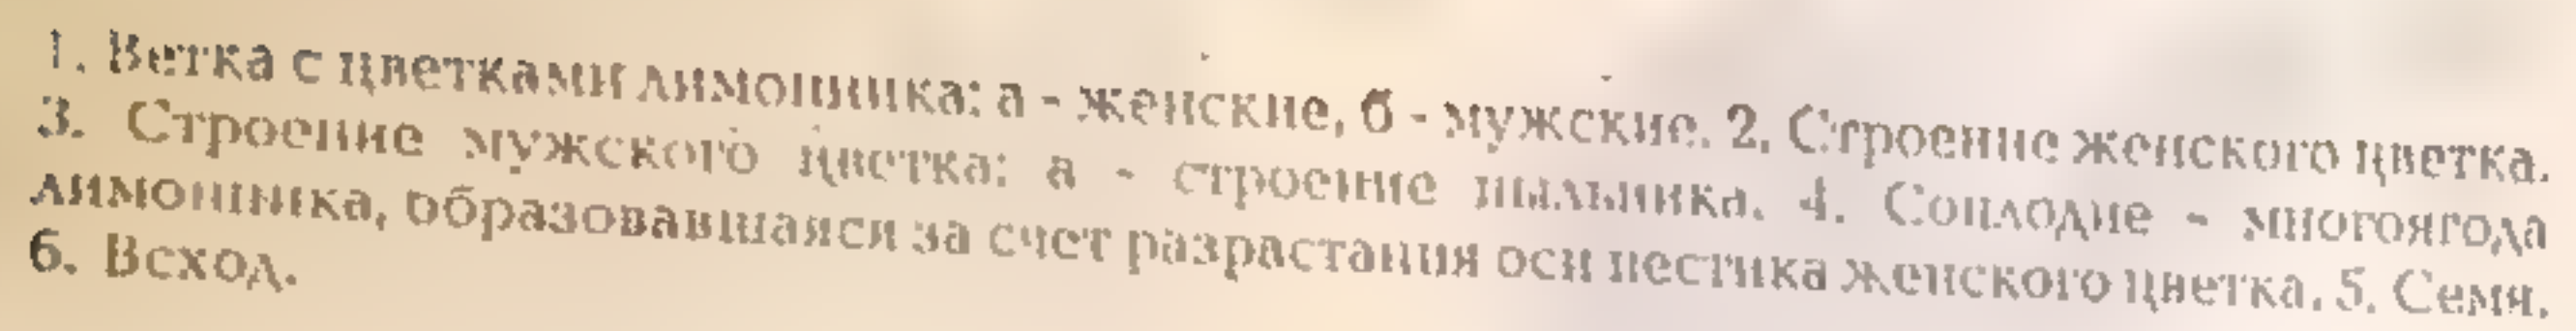 1. Ветка с цветками лимонника: а - женские, б - мужские. 2. Строение женского цветка.
3. Строение мужского цветка: а - строение пыльника. 4. Соплодие - многоягода
лимонника, образовавшаяся за счет разрастания оси пестика женского цветка. 5. Семя.
6. Всход.